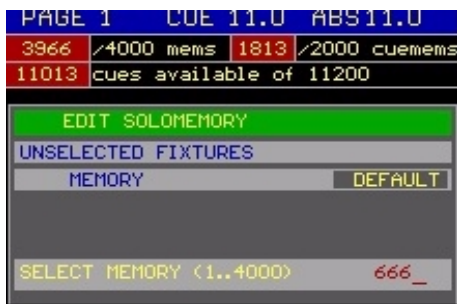 PAGE 1 CUE 11.0 ABS11.0
3966 /4000 mems 1813 /2000 cuemems
11013 cues available of 11200
EDIT SOLOMEMORY
UNSELECTED FIXTURES
MEMORY DEFAULT
SELECT MEMORY (1..4000) 666_